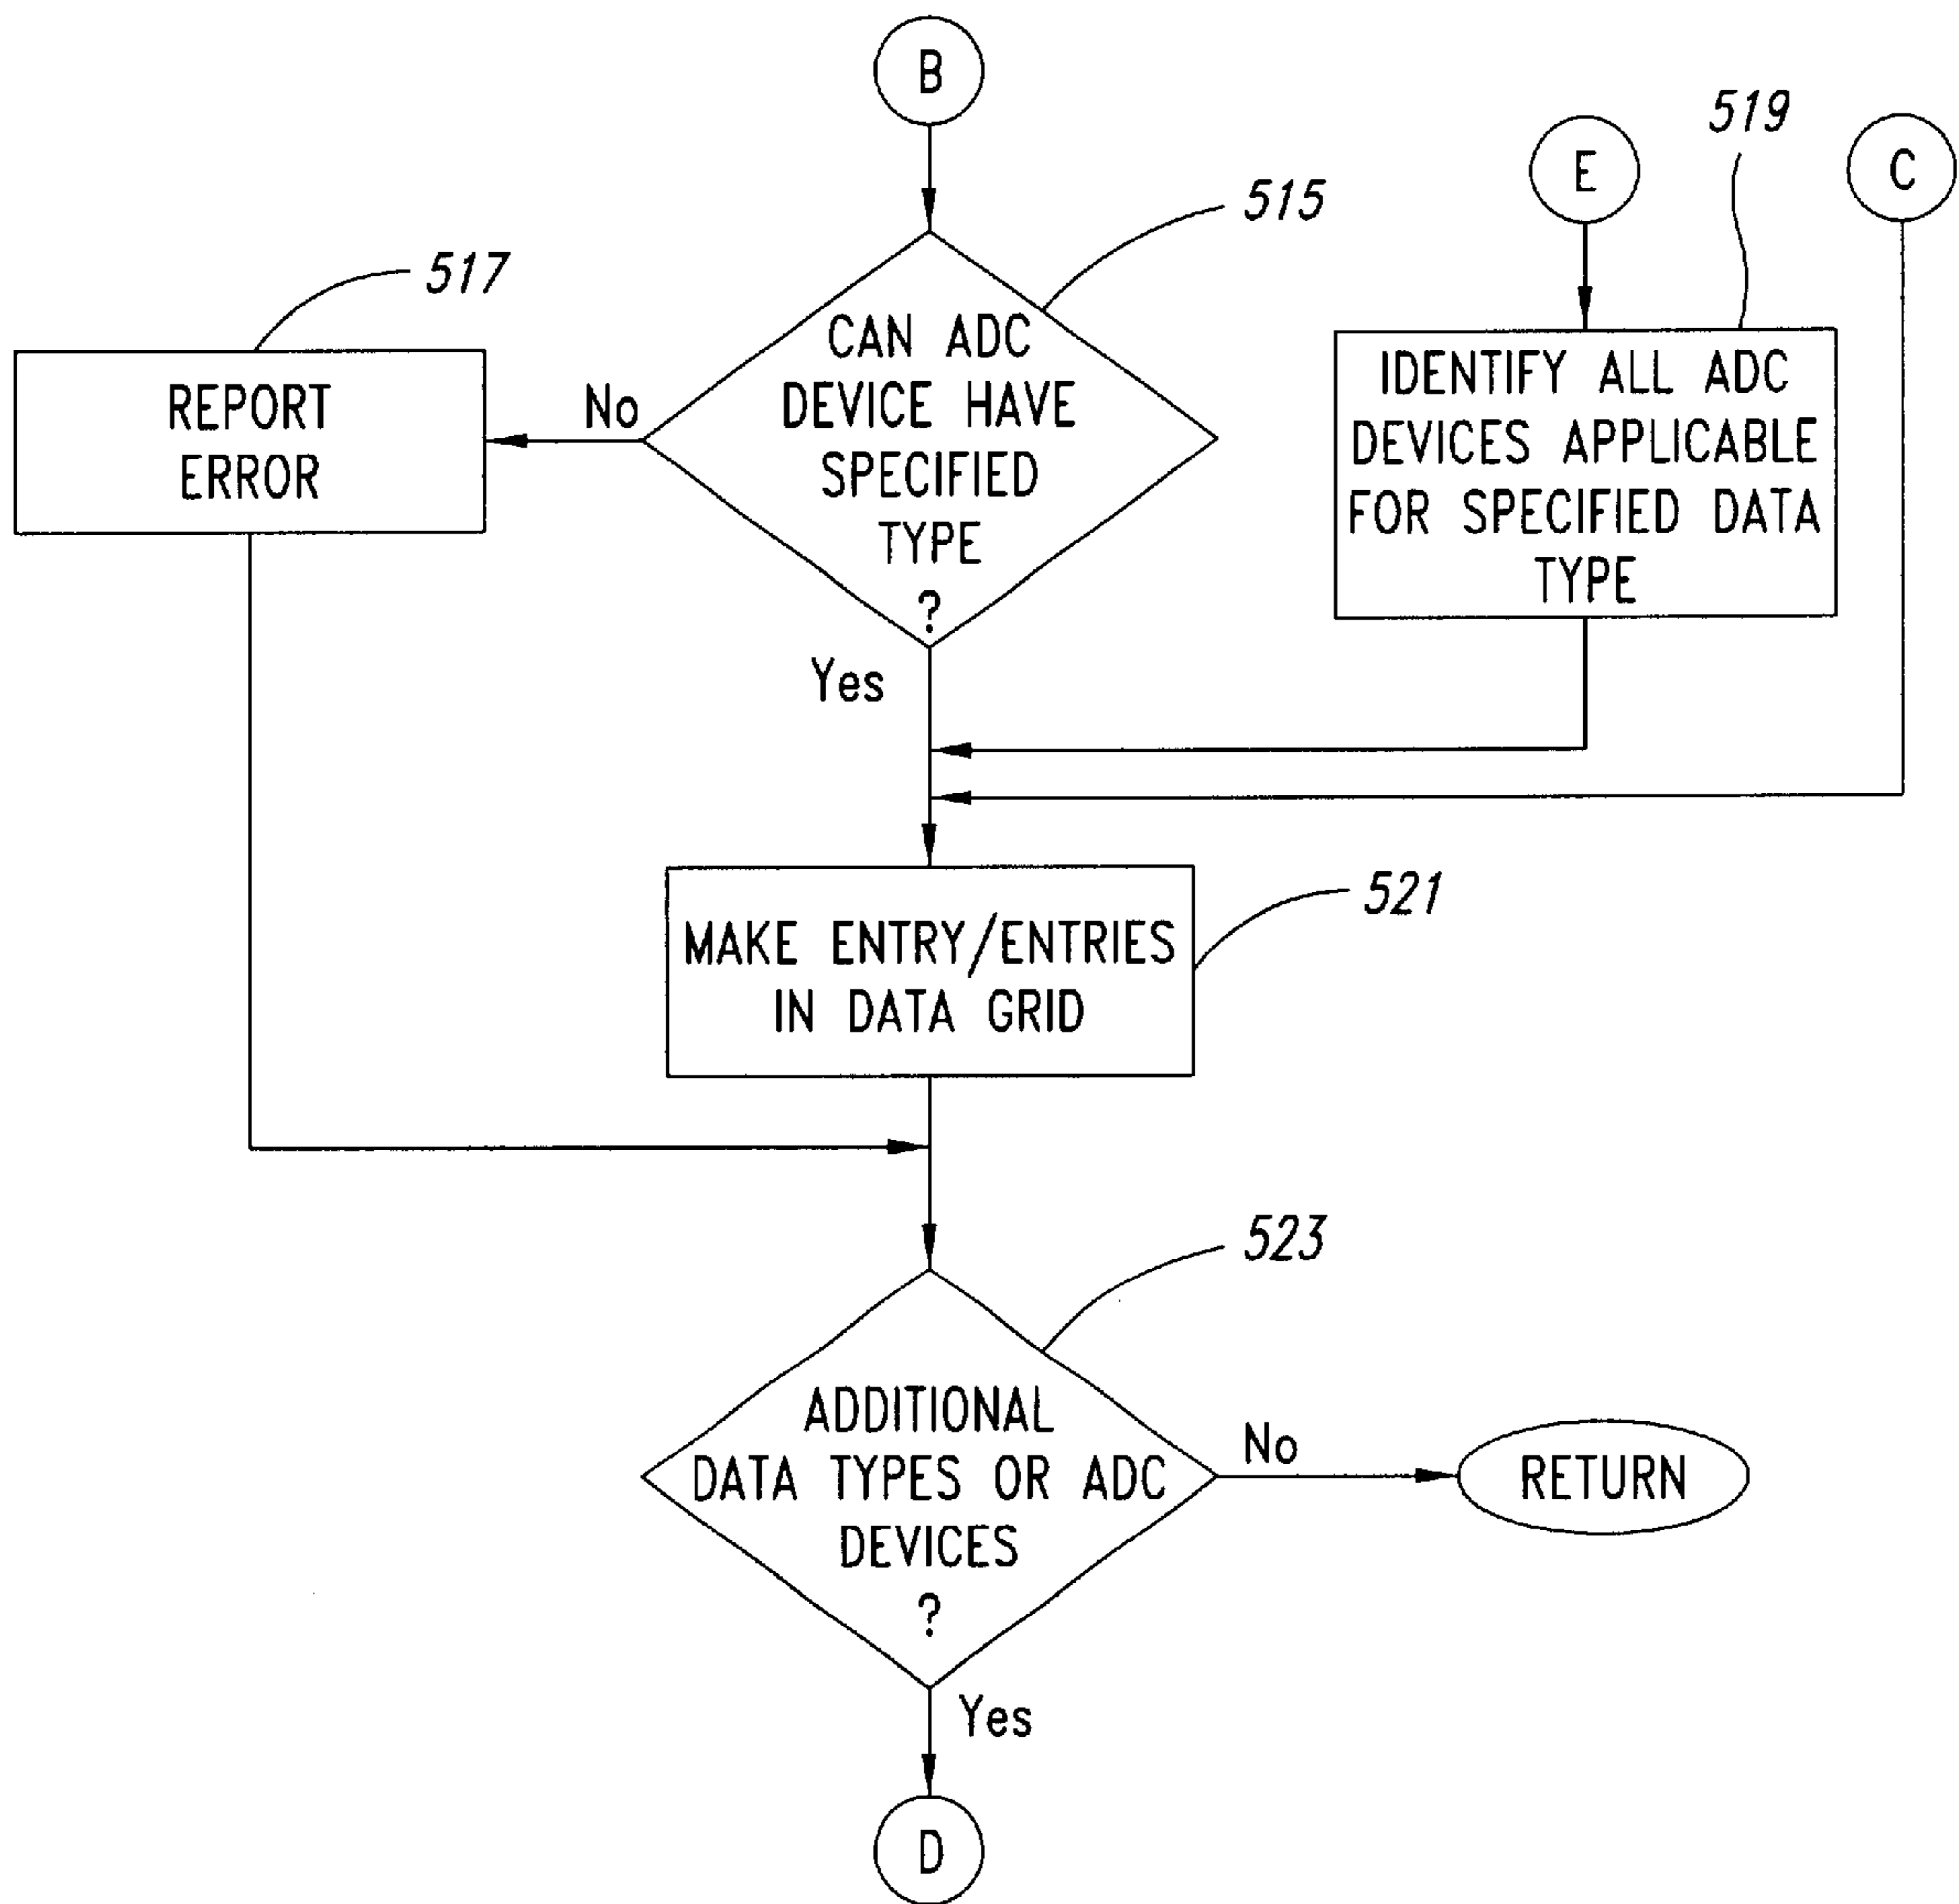 B
519
E
C
515
517
CAN ADC
DEVICE HAVE
SPECIFIED
TYPE
?
No
REPORT
ERROR
IDENTIFY ALL ADC
DEVICES APPLICABLE
FOR SPECIFIED DATA
TYPE
Yes
521
MAKE ENTRY/ENTRIES
IN DATA GRID
523
ADDITIONAL
DATA TYPES OR ADC
DEVICES
?
No
RETURN
Yes
D